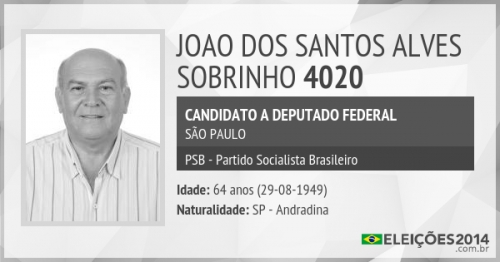 JOAO DOS SANTOS ALVES
SOBRINHO 4020
CANDIDATO A DEPUTADO FEDERAL
SÃO PAULO
PSB - Partido Socialista Brasileiro
Idade: 64 anos (29-08-1949)
Naturalidade: SP - Andradina
ELEIÇÕES2014
.com.br